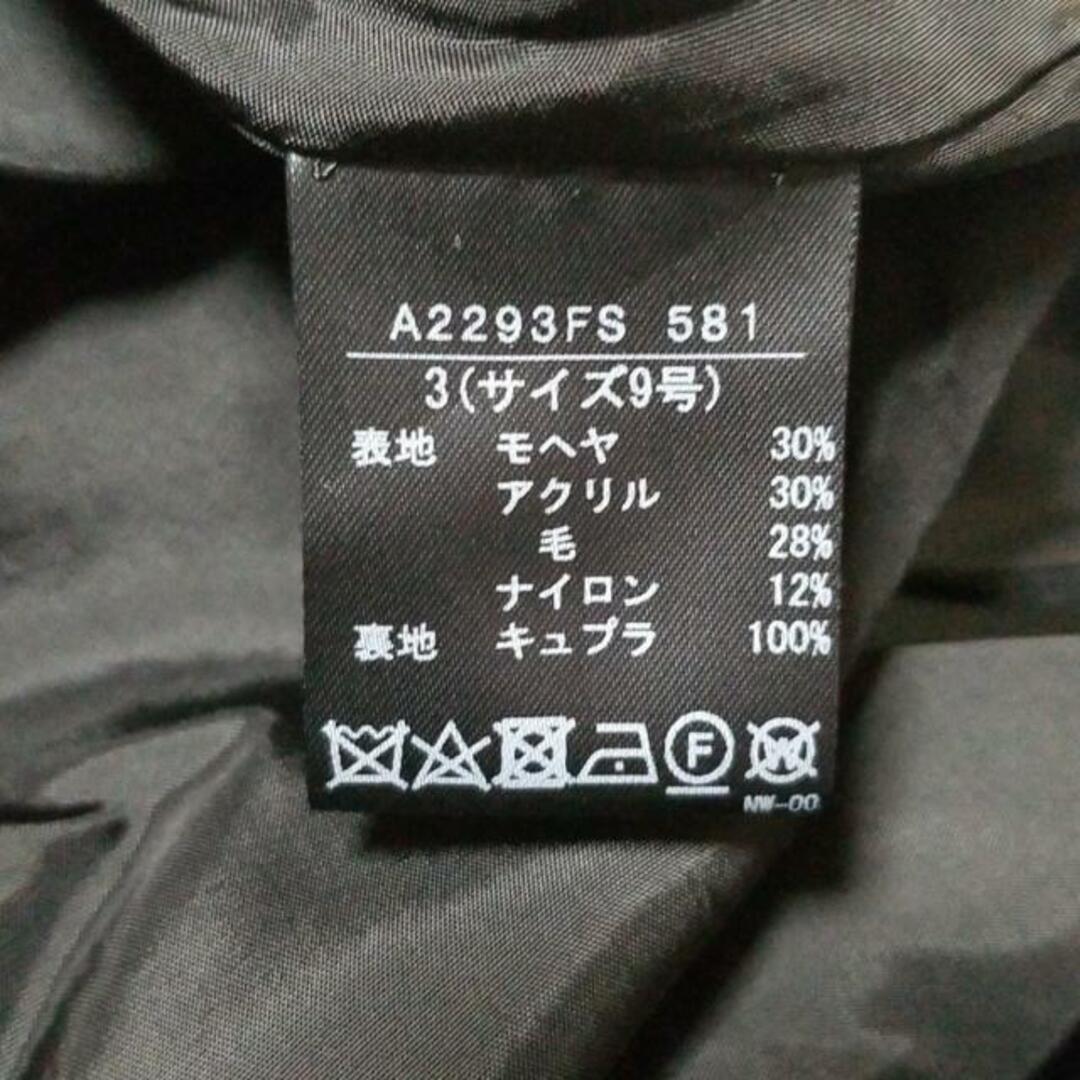 A2293FS 581
3(サイズ9号)
表地 モヘヤ 30%
アクリル 30%
毛 28%
ナイロン 12%
裏地 キュプラ 100%
F W
NW-00